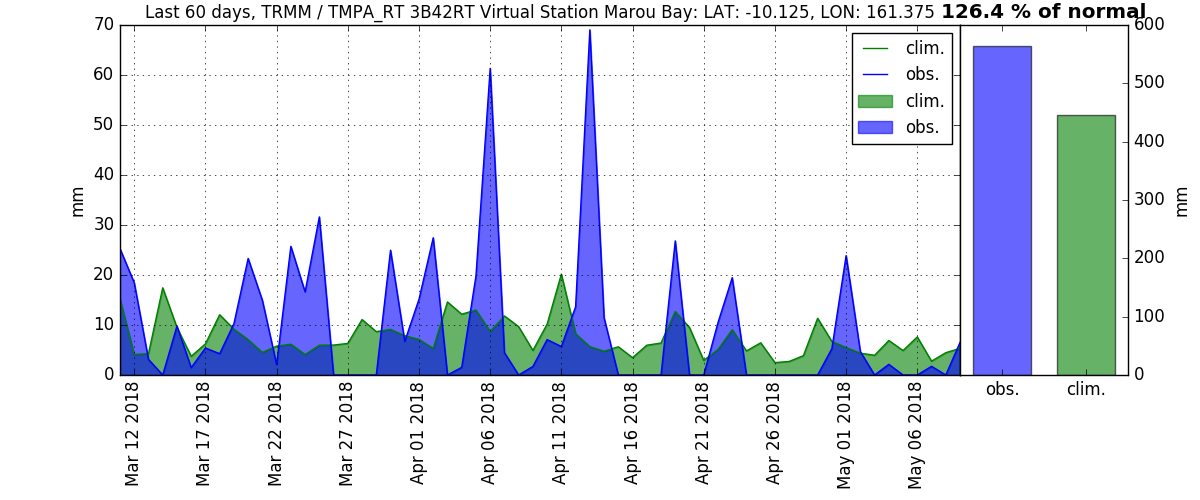 Last 60 days, TRMM / TMPA_RT 3B42RT Virtual Station Marou Bay: LAT: -10.125, LON: 161.375 126.4 % of normal
70
60
50
40
30
20
10
0
mm
clim.
obs.
clim.
obs.
Mar 12 2018
Mar 17 2018
Mar 22 2018
Mar 27 2018
Apr 01 2018
Apr 06 2018
Apr 11 2018
Apr 16 2018
Apr 21 2018
Apr 26 2018
May 01 2018
May 06 2018
600
500
400
300
200
100
0
mm
obs.
clim.